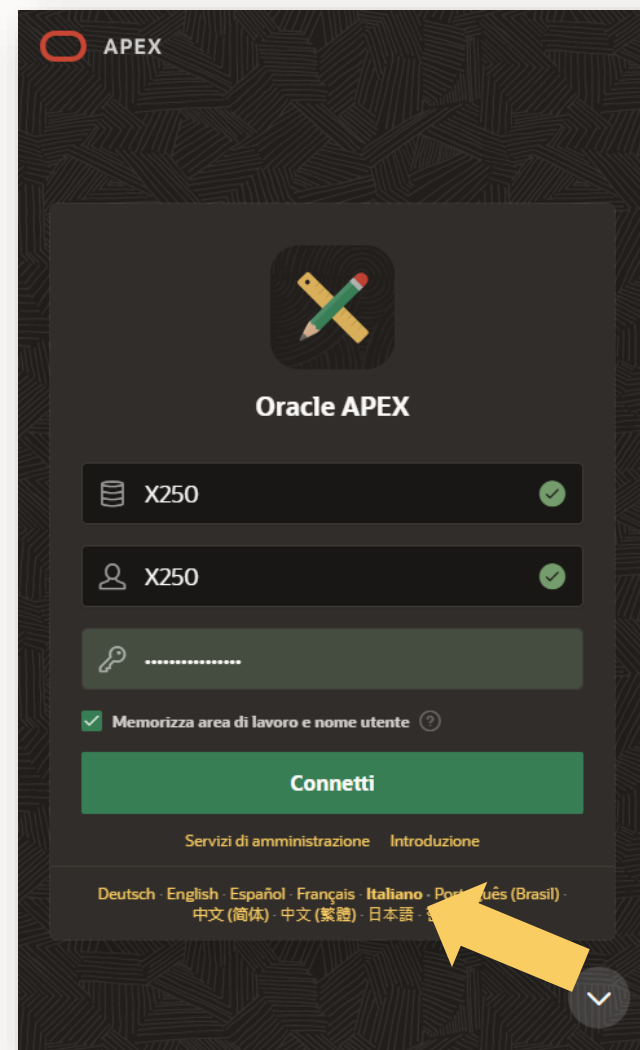 APEX
Oracle APEX
X250
X250
................
Memorizza area di lavoro e nome utente ?
Connetti
Servizi di amministrazione Introduzione
Deutsch · English · Español · Français · Italiano · (Brasil) ·
中文 (简体) · 中文 (繁體) · 日本語 ·